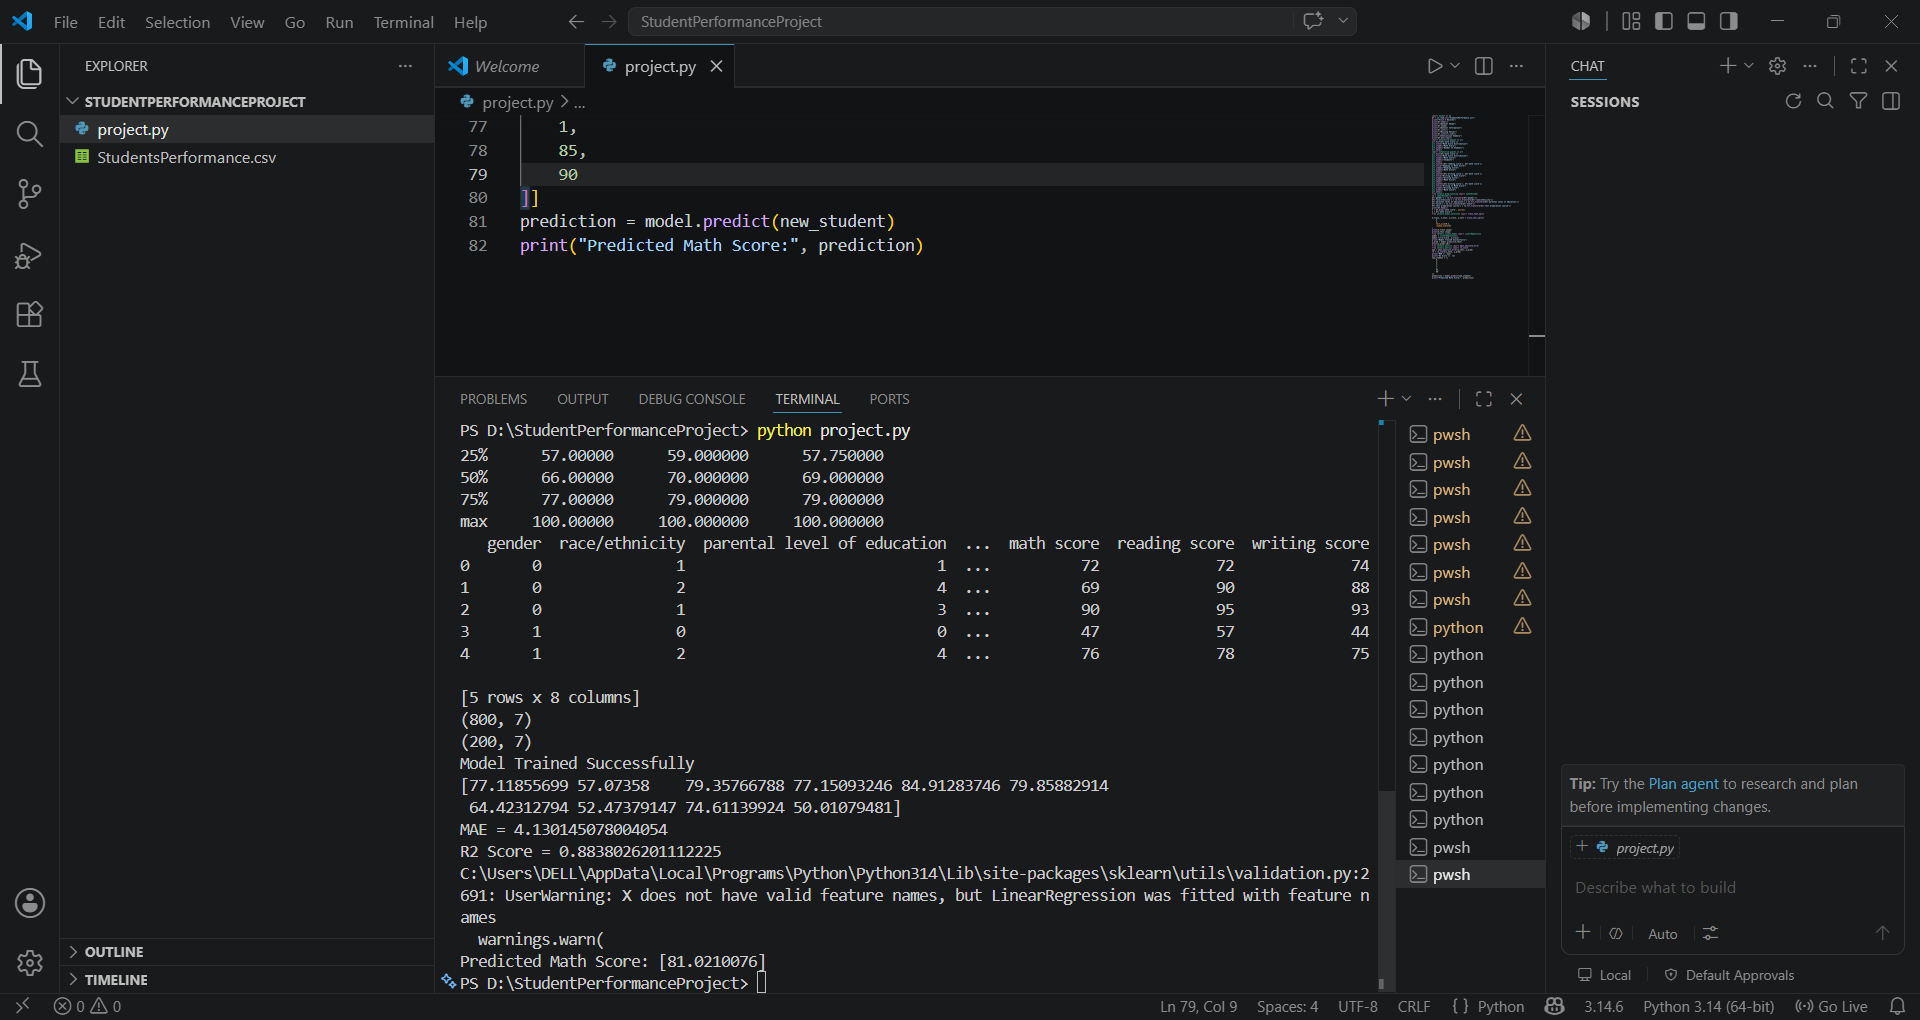 File Edit Selection View Go Run Terminal Help
StudentPerformanceProject
EXPLORER
STUDENTPERFORMANCEPROJECT
project.py
StudentsPerformance.csv
OUTLINE
TIMELINE
Welcome
project.py
project.py > ...
77 1,
78 85,
79 90
80 ]]
81 prediction = model.predict(new_student)
82 print("Predicted Math Score:", prediction)
PROBLEMS OUTPUT DEBUG CONSOLE TERMINAL PORTS
PS D:\StudentPerformanceProject> python project.py
25% 57.00000 59.000000 57.750000
50% 66.00000 70.000000 69.000000
75% 77.00000 79.000000 79.000000
max 100.00000 100.000000 100.000000
gender race/ethnicity parental level of education ... math score reading score writing score
0 0 1 1 ... 72 72 74
1 0 2 4 ... 69 90 88
2 0 1 3 ... 90 95 93
3 1 0 0 ... 47 57 44
4 1 2 4 ... 76 78 75
[5 rows x 8 columns]
(800, 7)
(200, 7)
Model Trained Successfully
[77.11855699 57.07358 79.35766788 77.15093246 84.91283746 79.85882914
64.42312794 52.47379147 74.61139924 50.01079481]
MAE = 4.130145078004054
R2 Score = 0.8838026201112225
C:\Users\DELL\AppData\Local\Programs\Python\Python314\Lib\site-packages\sklearn\utils\validation.py:2
691: UserWarning: X does not have valid feature names, but LinearRegression was fitted with feature n
ames
warnings.warn(
Predicted Math Score: [81.0210076]
PS D:\StudentPerformanceProject>
pwsh
pwsh
pwsh
pwsh
pwsh
pwsh
pwsh
python
python
python
python
python
python
python
python
pwsh
pwsh
CHAT
SESSIONS
Tip: Try the Plan agent to research and plan
before implementing changes.
project.py
Describe what to build
Auto
Local Default Approvals
0 0
Ln 79, Col 9 Spaces: 4 UTF-8 CRLF { } Python 3.14.6 Python 3.14 (64-bit) Go Live